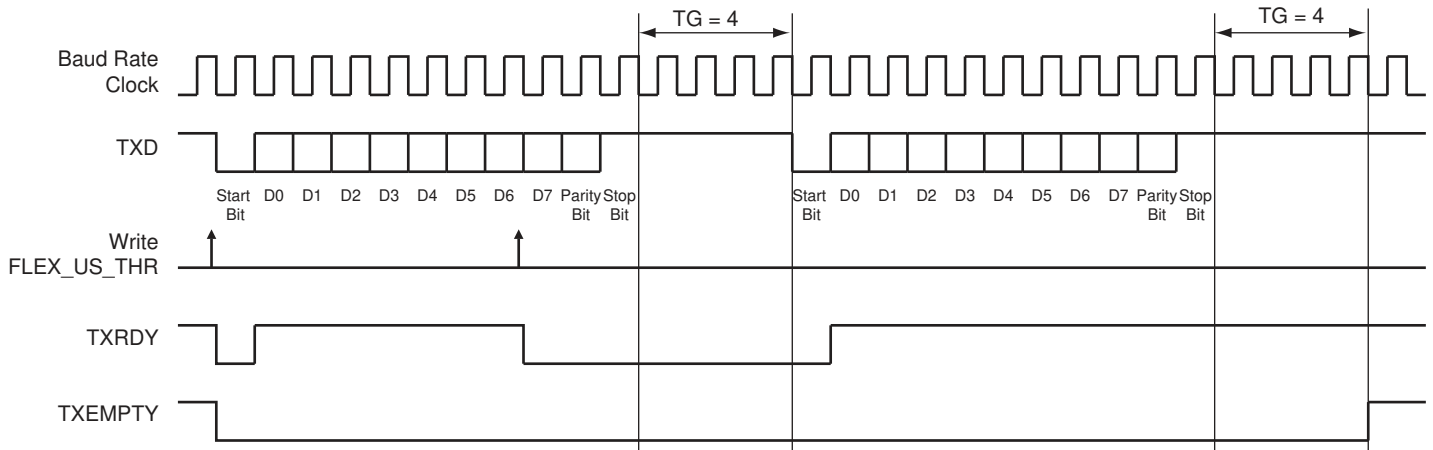 TG = 4
TG = 4
Baud Rate
Clock
TXD
Start D0 D1 D2 D3 D4 D5 D6 D7 Parity Stop
Bit Bit Bit
Start D0 D1 D2 D3 D4 D5 D6 D7 Parity Stop
Bit Bit Bit
Write
FLEX_US_THR
TXRDY
TXEMPTY